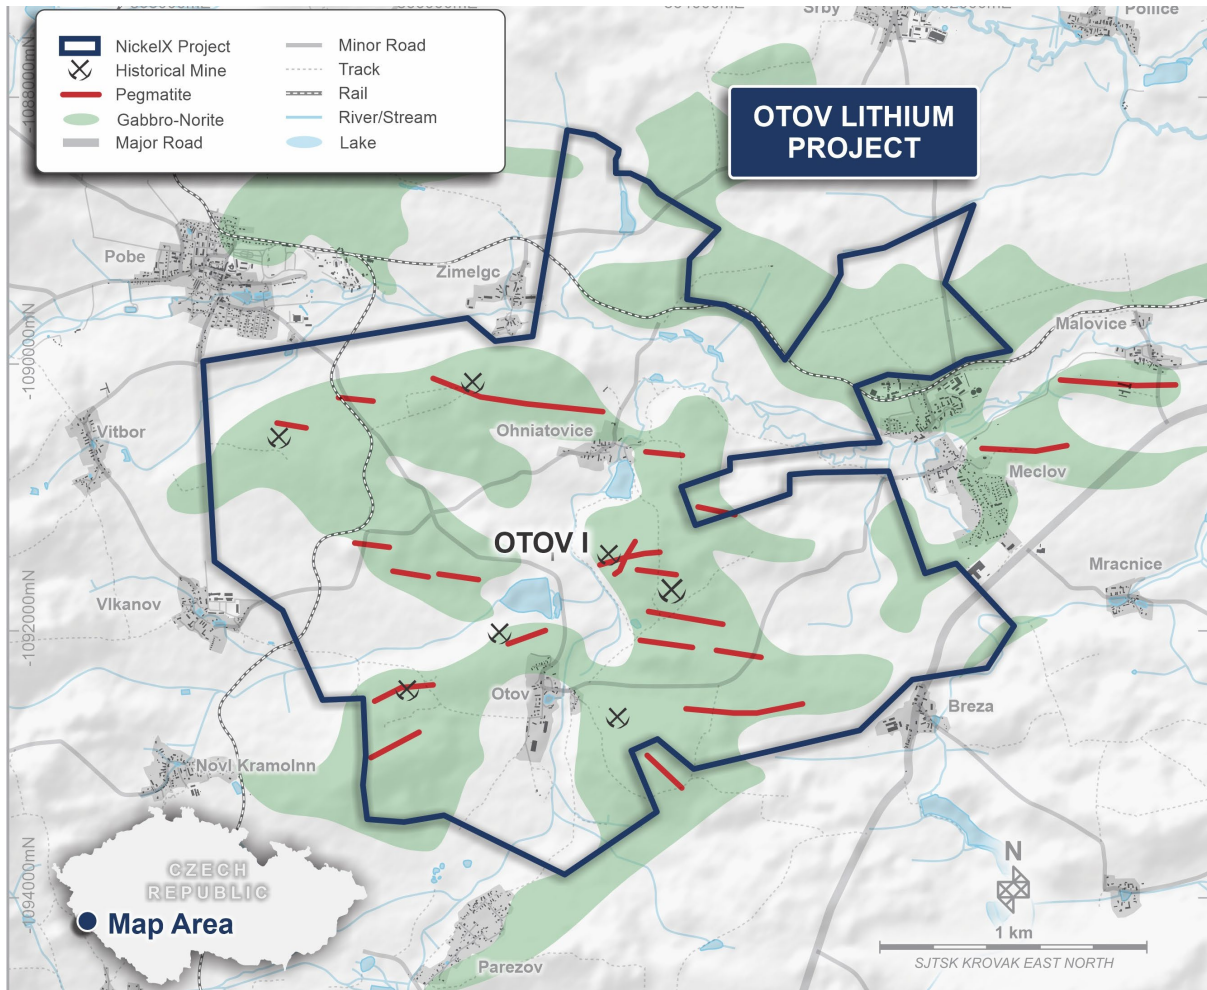 Srby
NickelX Project
Historical Mine
Pegmatite
Gabbro-Norite
Major Road
Minor Road
Track
Rail
River/Stream
Lake
OTOV LITHIUM
PROJECT
-1088000mN
Pobe
Zimelgc
-1090000mN
Malovice
Vitbor
Ohniatovice
Meclov
OTOV I
Mracnice
Vlkanov
-1092000mN
Otov
Breza
Novl Kramolnn
CZECH
REPUBLIC
Map Area
-1094000mN
N
1 km
SJTSK KROVAK EAST NORTH
Parezov